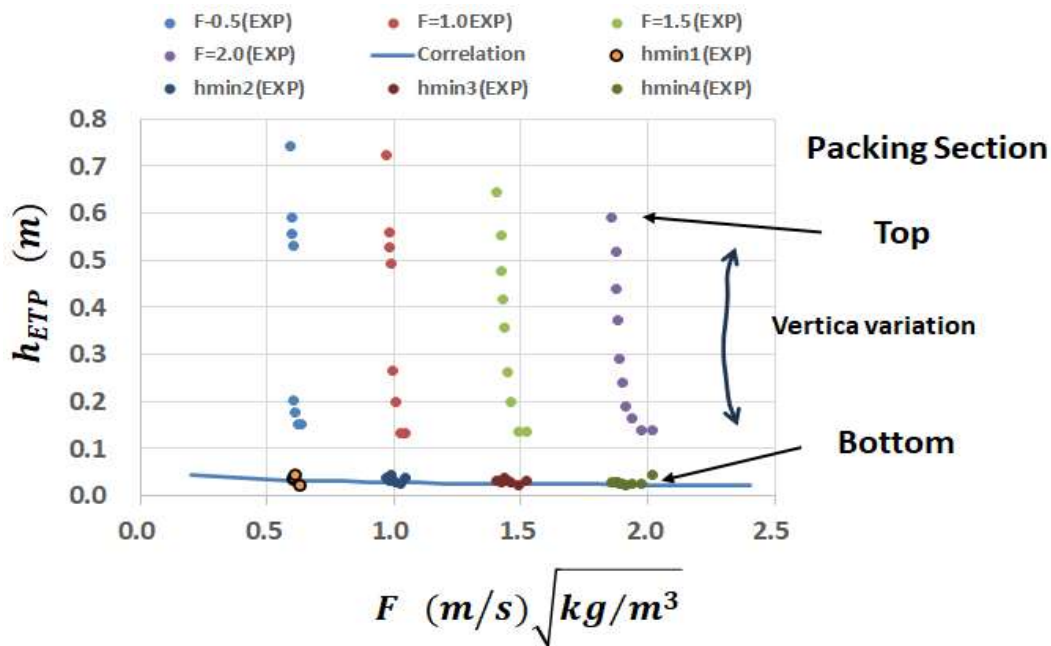 F-0.5(EXP) F=1.0EXP) F=1.5(EXP)
F=2.0(EXP) Correlation hmin1(EXP)
hmin2(EXP) hmin3(EXP) hmin4(EXP)
0.8
Packing Section
0.7
0.6
Top
0.5
h_ETP (m)
0.4
Vertica variation
0.3
0.2
0.1
Bottom
0.0
0.0 0.5 1.0 1.5 2.0 2.5
F (m/s)√kg/m³